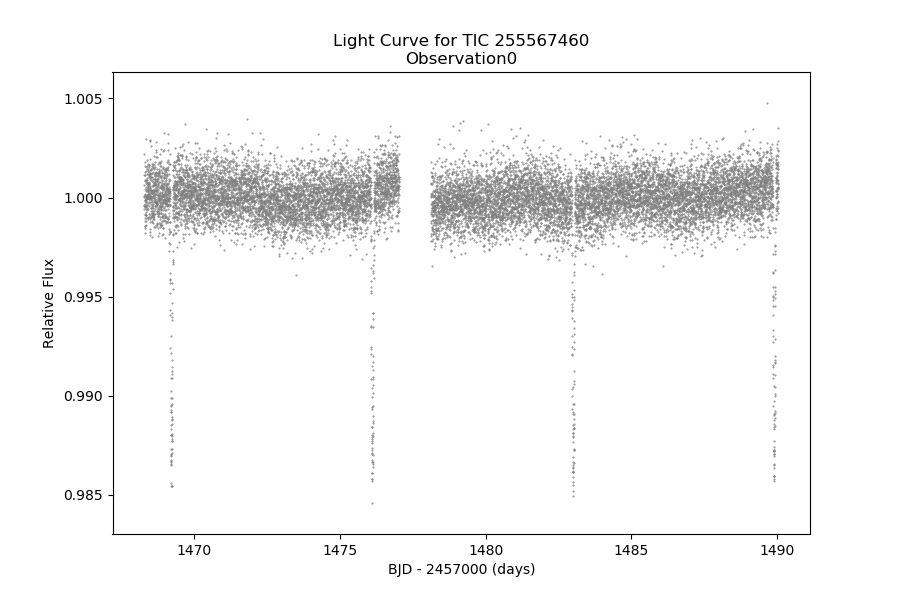 Light Curve for TIC 255567460
Observation0
1.005
1.000
0.995
0.990
0.985
Relative Flux
1470 1475 1480 1485 1490
BJD - 2457000 (days)